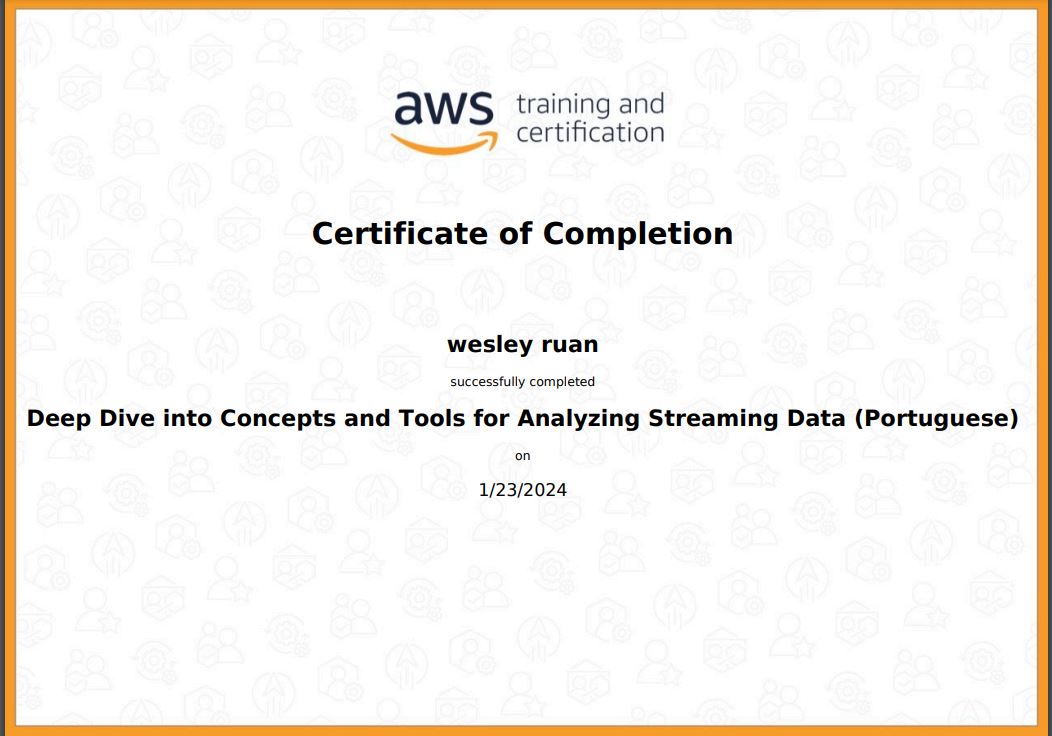 aws training and
certification
Certificate of Completion
wesley ruan
successfully completed
Deep Dive into Concepts and Tools for Analyzing Streaming Data (Portuguese)
on
1/23/2024